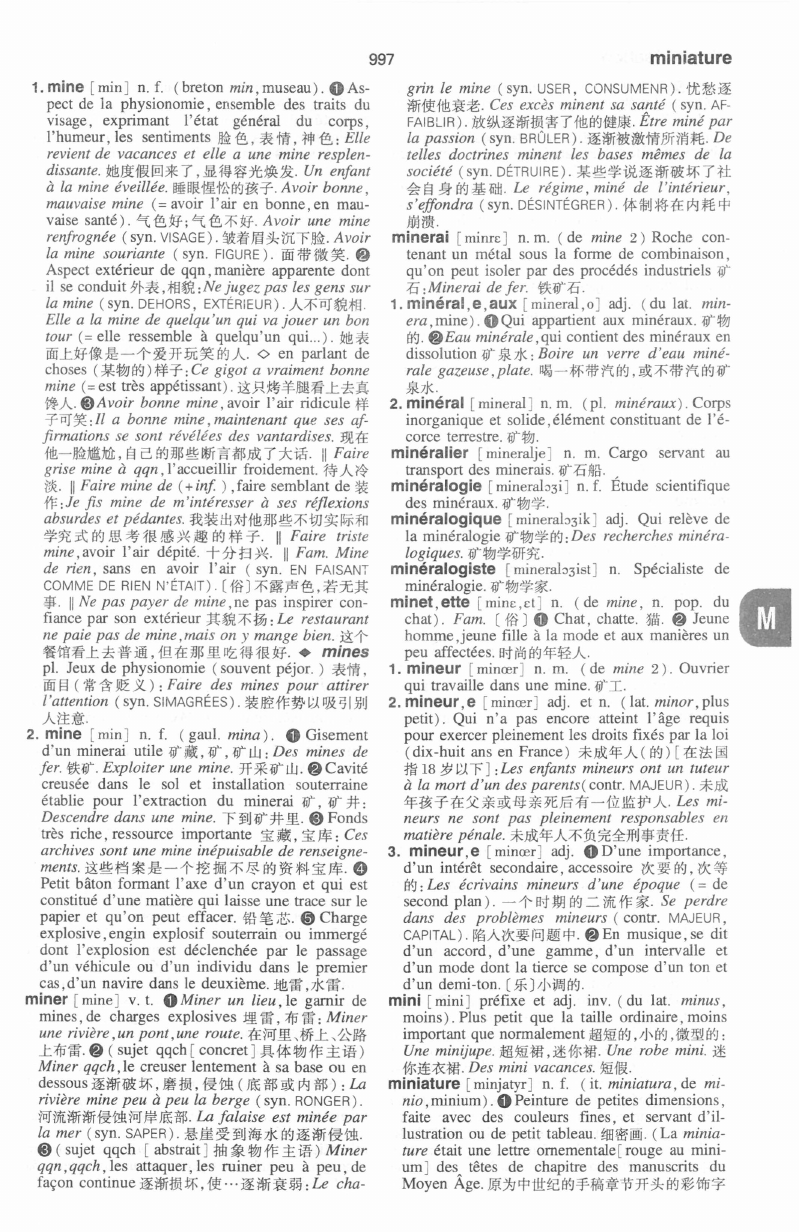 997
miniature
1. mine [min] n. f. (breton min, museau). ❶ As-
pect de la physionomie, ensemble des traits du
visage, exprimant l'état général du corps,
l'humeur, les sentiments 脸色, 表情, 神色: Elle
revient de vacances et elle a une mine resplen-
dissante. 她度假回来了, 显得容光焕发. Un enfant
à la mine éveillée. 睡眼惺忪的孩子. Avoir bonne,
mauvaise mine (= avoir l'air en bonne, en mau-
vaise santé). 气色好; 气色不好. Avoir une mine
renfrognée (syn. VISAGE). 皱着眉头沉下脸. Avoir
la mine souriante (syn. FIGURE). 面带微笑. ❷
Aspect extérieur de qqn, manière apparente dont
il se conduit 外表, 相貌: Ne jugez pas les gens sur
la mine (syn. DEHORS, EXTÉRIEUR). 人不可貌相.
Elle a la mine de quelqu'un qui va jouer un bon
tour (= elle ressemble à quelqu'un qui...). 她表
面上好像是一个爱开玩笑的人. ◇ en parlant de
choses (某物的) 样子: Ce gigot a vraiment bonne
mine (= est très appétissant). 这只烤羊腿看上去真
馋人. ❸ Avoir bonne mine, avoir l'air ridicule 样
子可笑: Il a bonne mine, maintenant que ses af-
firmations se sont révélées des vantardises. 现在
他一脸尴尬, 自己的那些断言都成了大话. ‖ Faire
grise mine à qqn, l'accueillir froidement. 待人冷
淡. ‖ Faire mine de (+ inf.), faire semblant de 装
作: Je fis mine de m'intéresser à ses réflexions
absurdes et pédantes. 我装出对他那些不切实际和
学究式的思考很感兴趣的样子. ‖ Faire triste
mine, avoir l'air dépité. 十分扫兴. ‖ Fam. Mine
de rien, sans en avoir l'air (syn. EN FAISANT
COMME DE RIEN N'ÉTAIT). [俗] 不露声色, 若无其
事. ‖ Ne pas payer de mine, ne pas inspirer con-
fiance par son extérieur 其貌不扬: Le restaurant
ne paie pas de mine, mais on y mange bien. 这个
餐馆看上去普通, 但在那里吃得很好. ◆ mines
pl. Jeux de physionomie (souvent péjor.) 表情,
面目 (常含贬义): Faire des mines pour attirer
l'attention (syn. SIMAGRÉES). 装腔作势以吸引别
人注意.
2. mine [min] n. f. (gaul. mina). ❶ Gisement
d'un minerai utile 矿藏, 矿, 矿山: Des mines de
fer. 铁矿. Exploiter une mine. 开采矿山. ❷ Cavité
creusée dans le sol et installation souterraine
établie pour l'extraction du minerai 矿, 矿井:
Descendre dans une mine. 下到矿井里. ❸ Fonds
très riche, ressource importante 宝藏, 宝库: Ces
archives sont une mine inépuisable de renseigne-
ments. 这些档案是一个挖掘不尽的资料宝库. ❹
Petit bâton formant l'axe d'un crayon et qui est
constitué d'une matière qui laisse une trace sur le
papier et qu'on peut effacer. 铅笔芯. ❺ Charge
explosive, engin explosif souterrain ou immergé
dont l'explosion est déclenchée par le passage
d'un véhicule ou d'un individu dans le premier
cas, d'un navire dans le deuxième. 地雷, 水雷.
miner [mine] v. t. ❶ Miner un lieu, le garnir de
mines, de charges explosives 埋雷, 布雷: Miner
une rivière, un pont, une route. 在河里、桥上、公路
上布雷. ❷ (sujet qqch [concret] 具体物作主语)
Miner qqch, le creuser lentement à sa base ou en
dessous 逐渐破坏, 磨损, 侵蚀 (底部或内部): La
rivière mine peu à peu la berge (syn. RONGER).
河流渐渐侵蚀河岸底部. La falaise est minée par
la mer (syn. SAPER). 悬崖受到海水的逐渐侵蚀.
❸ (sujet qqch [abstrait] 抽象物作主语) Miner
qqn, qqch, les attaquer, les ruiner peu à peu, de
façon continue 逐渐损坏, 使…逐渐衰弱: Le cha-
grin le mine (syn. USER, CONSUMENR). 忧愁逐
渐使他衰老. Ces excès minent sa santé (syn. AF-
FAIBLIR). 放纵逐渐损害了他的健康. Être miné par
la passion (syn. BRÛLER). 逐渐被激情所消耗. De
telles doctrines minent les bases mêmes de la
société (syn. DÉTRUIRE). 某些学说逐渐破坏了社
会自身的基础. Le régime, miné de l'intérieur,
s'effondra (syn. DÉSINTÉGRER). 体制将在内耗中
崩溃.
minerai [minrɛ] n. m. (de mine 2) Roche con-
tenant un métal sous la forme de combinaison,
qu'on peut isoler par des procédés industriels 矿
石: Minerai de fer. 铁矿石.
1. minéral, e, aux [mineral, o] adj. (du lat. min-
era, mine). ❶ Qui appartient aux minéraux. 矿物
的. ❷ Eau minérale, qui contient des minéraux en
dissolution 矿泉水: Boire un verre d'eau miné-
rale gazeuse, plate. 喝一杯带汽的, 或不带汽的矿
泉水.
2. minéral [mineral] n. m. (pl. minéraux). Corps
inorganique et solide, élément constituant de l'é-
corce terrestre. 矿物.
minéralier [mineralje] n. m. Cargo servant au
transport des minerais. 矿石船.
minéralogie [mineralɔʒi] n. f. Étude scientifique
des minéraux. 矿物学.
minéralogique [mineralɔʒik] adj. Qui relève de
la minéralogie 矿物学的: Des recherches minéra-
logiques. 矿物学研究.
minéralogiste [mineralɔʒist] n. Spécialiste de
minéralogie. 矿物学家.
minet, ette [minɛ, ɛt] n. (de mine, n. pop. du
chat). Fam. [俗] ❶ Chat, chatte. 猫. ❷ Jeune
homme, jeune fille à la mode et aux manières un
peu affectées. 时尚的年轻人.
1. mineur [minœr] n. m. (de mine 2). Ouvrier
qui travaille dans une mine. 矿工.
2. mineur, e [minœr] adj. et n. (lat. minor, plus
petit). Qui n'a pas encore atteint l'âge requis
pour exercer pleinement les droits fixés par la loi
(dix-huit ans en France) 未成年人(的) [在法国
指 18 岁以下]: Les enfants mineurs ont un tuteur
à la mort d'un des parents (contr. MAJEUR). 未成
年孩子在父亲或母亲死后有一位监护人. Les mi-
neurs ne sont pas pleinement responsables en
matière pénale. 未成年人不负完全刑事责任.
3. mineur, e [minœr] adj. ❶ D'une importance,
d'un intérêt secondaire, accessoire 次要的, 次等
的: Les écrivains mineurs d'une époque (= de
second plan). 一个时期的二流作家. Se perdre
dans des problèmes mineurs (contr. MAJEUR,
CAPITAL). 陷入次要问题中. ❷ En musique, se dit
d'un accord, d'une gamme, d'un intervalle et
d'un mode dont la tierce se compose d'un ton et
d'un demi-ton. [乐] 小调的.
mini [mini] préfixe et adj. inv. (du lat. minus,
moins). Plus petit que la taille ordinaire, moins
important que normalement 超短的, 小的, 微型的:
Une minijupe. 超短裙, 迷你裙. Une robe mini. 迷
你连衣裙. Des mini vacances. 短假.
miniature [minjatyr] n. f. (it. miniatura, de mi-
nio, minium). ❶ Peinture de petites dimensions,
faite avec des couleurs fines, et servant d'il-
lustration ou de petit tableau. 细密画. (La minia-
ture était une lettre ornementale [rouge au mini-
um] des têtes de chapitre des manuscrits du
Moyen Âge. 原为中世纪的手稿章节开头的彩饰字
M